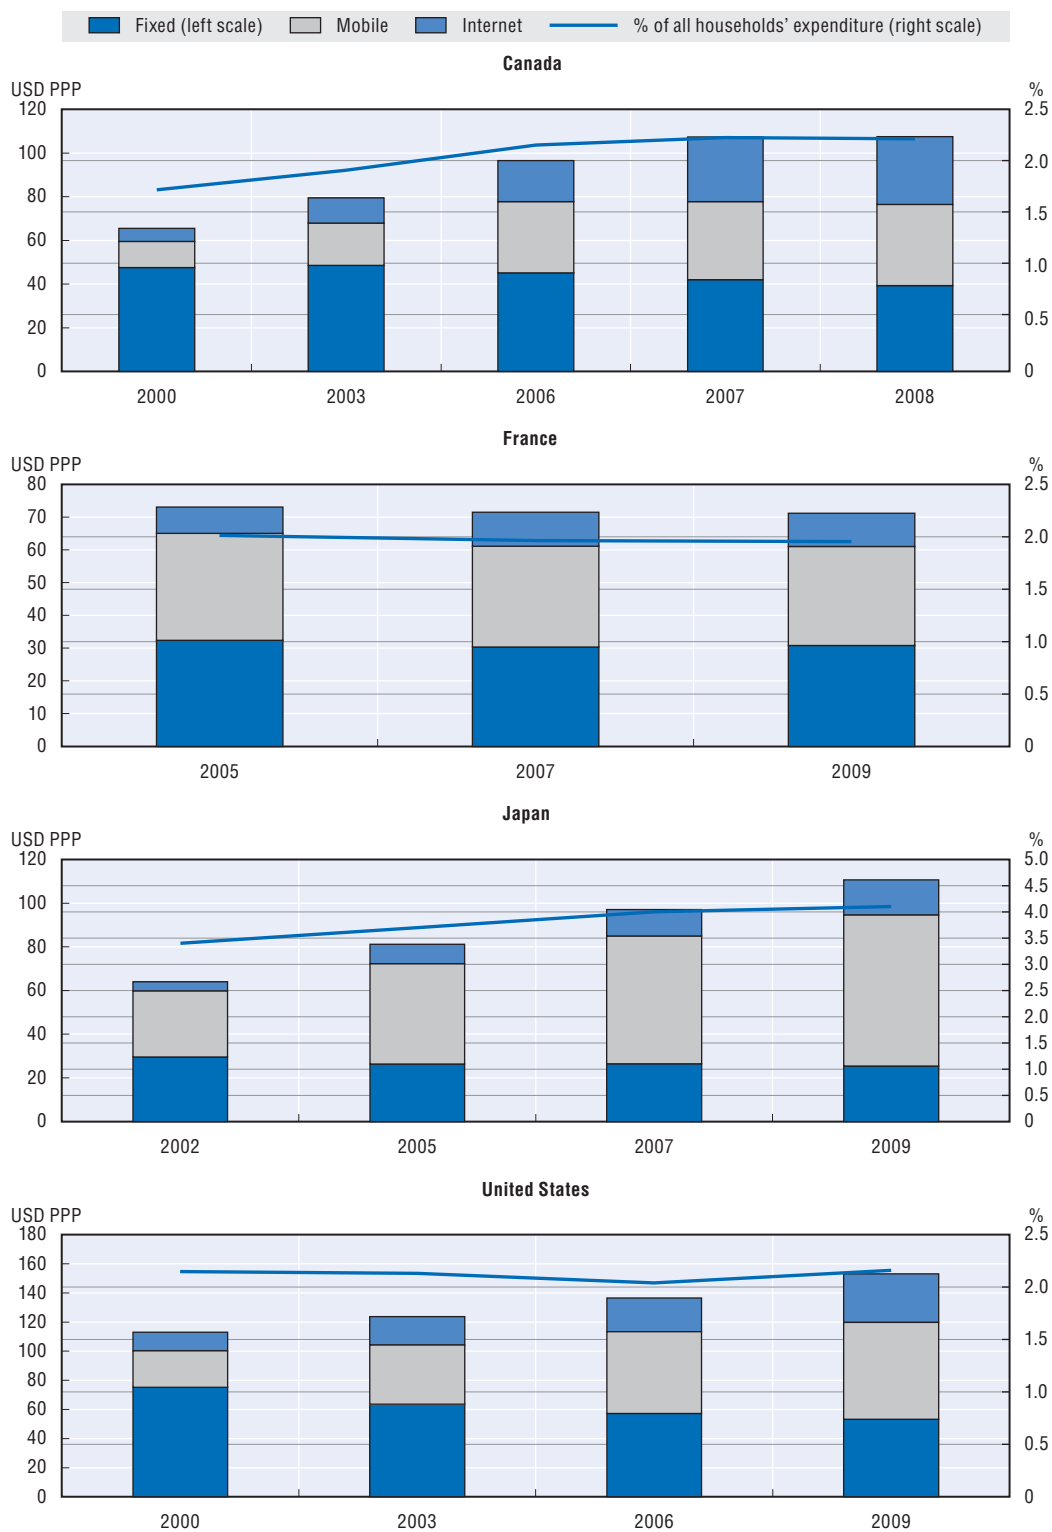 Fixed (left scale) Mobile Internet % of all households’ expenditure (right scale)
Canada
USD PPP %
120 2.5
100 2.0
80 1.5
60 1.0
40 0.5
20
0 0
2000 2003 2006 2007 2008
France
USD PPP %
80 2.5
70 2.0
60 1.5
50 1.0
40 0.5
30
20
10
0 0
2005 2007 2009
Japan
USD PPP %
120 5.0
100 4.5
80 4.0
60 3.5
40 3.0
20 2.5
2.0
1.5
1.0
0.5
0 0
2002 2005 2007 2009
United States
USD PPP %
180 2.5
160 2.0
140 1.5
120 1.0
100 0.5
80
60
40
20
0 0
2000 2003 2006 2009